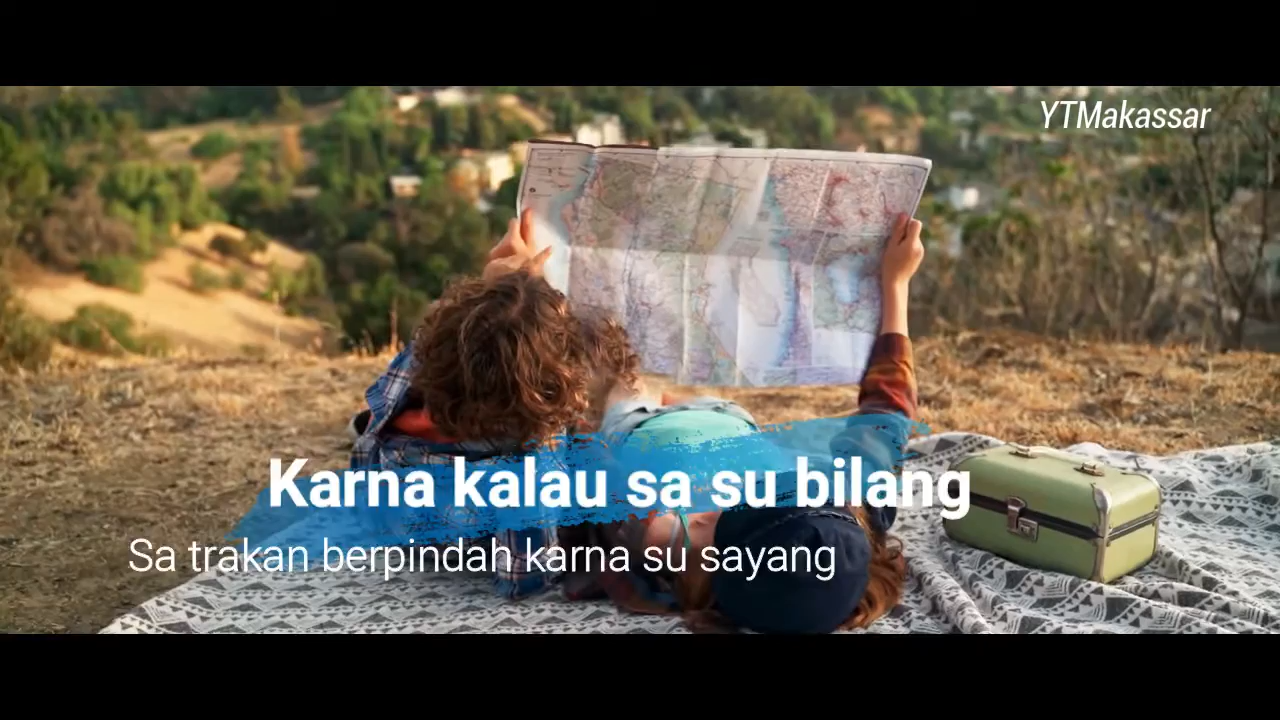 YTMakassar
Karna kalau sa su bilang
Sa trakan berpindah karna su sayang